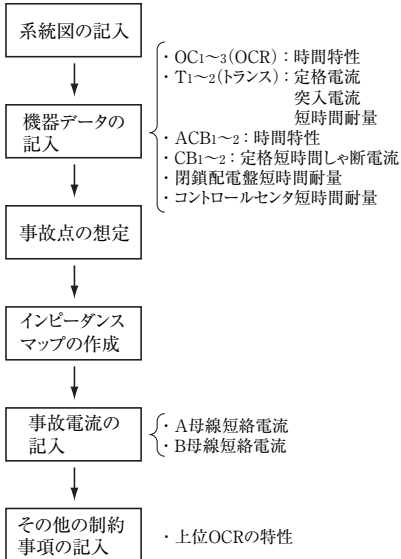 系統図の記入
・OC1～3(OCR)：時間特性
・T1～2(トランス)：定格電流
突入電流
短時間耐量
・ACB1～2：時間特性
・CB1～2：定格短時間しゃ断電流
・閉鎖配電盤短時間耐量
・コントロールセンタ短時間耐量
機器データの
記入
事故点の想定
インピーダンス
マップの作成
事故電流の
記入
・A母線短絡電流
・B母線短絡電流
その他の制約
事項の記入
・上位OCRの特性